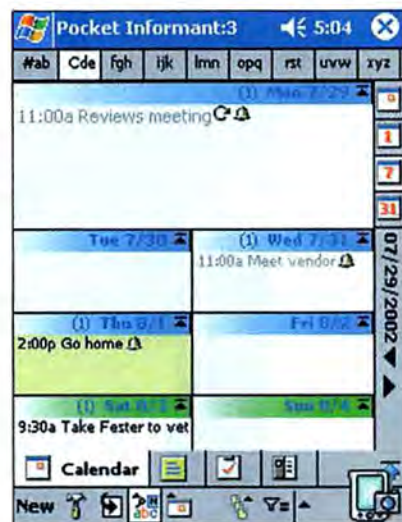 Pocket Informant:3 5:04
#ab Cde fgh ijk lmn opq rst uvw xyz
(1) Mon 7/29
11:00a Reviews meeting
1
7
31
07/29/2002
Tue 7/30 (1) Wed 7/31
11:00a Meet vendor
(1) Thu 8/1 Fri 8/2
2:00p Go home
(1) Sat 8/3 Sun 8/4
9:30a Take Fester to vet
Calendar
New abc